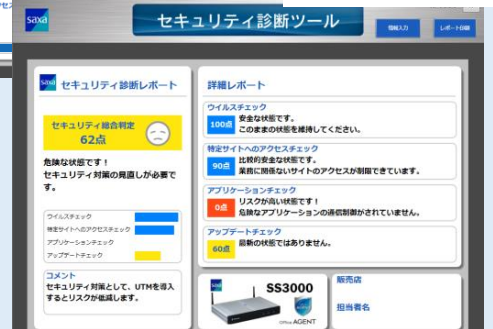 saxa
セキュリティ診断ツール
情報入力
レポート印刷
saxa
セキュリティ診断レポート
セキュリティ総合判定
62点
危険な状態です！
セキュリティ対策の見直しが必要で
す。
ウイルスチェック
特定サイトへのアクセスチェック
アプリケーションチェック
アップデートチェック
コメント
セキュリティ対策として、UTMを導入
するとリスクが低減します。
詳細レポート
ウイルスチェック
100点
安全な状態です。
このままの状態を維持してください。
特定サイトへのアクセスチェック
90点
比較的安全な状態です。
業務に関係ないサイトのアクセスが制限できています。
アプリケーションチェック
0点
リスクが高い状態です！
危険なアプリケーションの通信制御がされていません。
アップデートチェック
60点
最新の状態ではありません。
saxa
SS3000
Office AGENT
販売店
担当者名